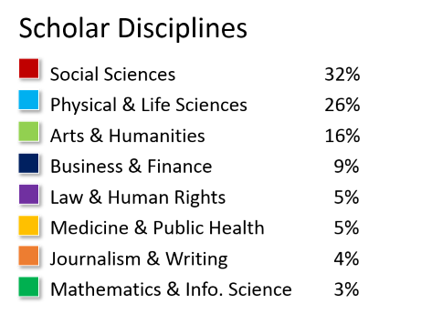 Scholar Disciplines
Social Sciences 32%
Physical & Life Sciences 26%
Arts & Humanities 16%
Business & Finance 9%
Law & Human Rights 5%
Medicine & Public Health 5%
Journalism & Writing 4%
Mathematics & Info. Science 3%